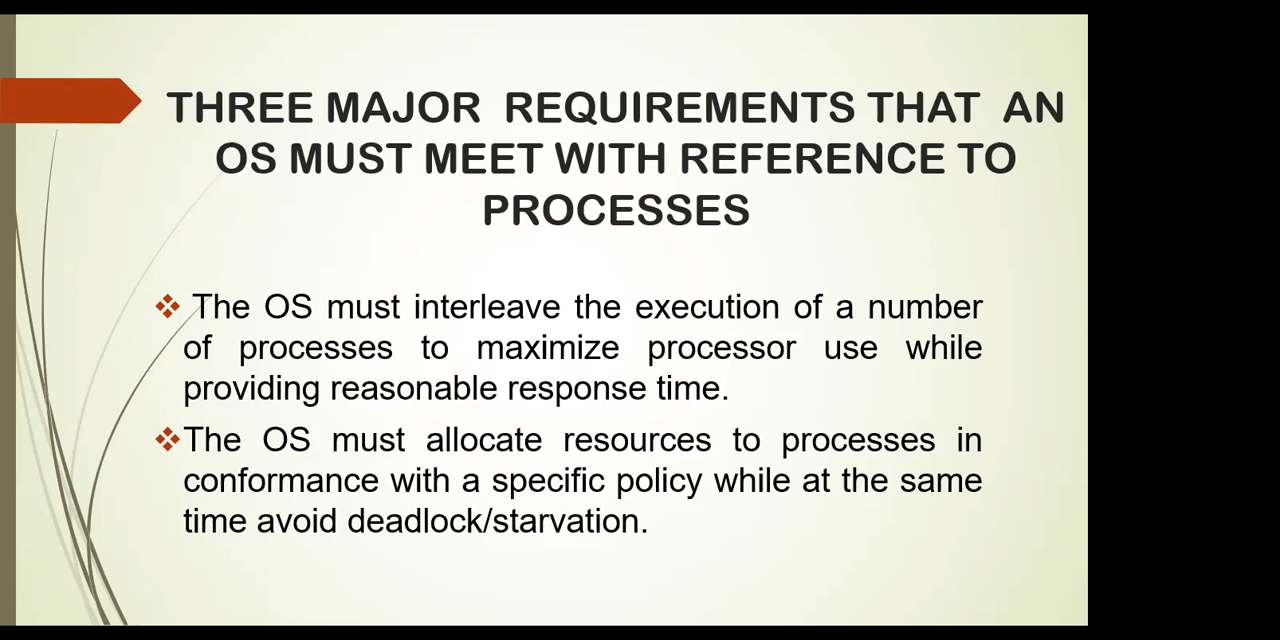 THREE MAJOR REQUIREMENTS THAT AN
OS MUST MEET WITH REFERENCE TO
PROCESSES
The OS must interleave the execution of a number
of processes to maximize processor use while
providing reasonable response time.
The OS must allocate resources to processes in
conformance with a specific policy while at the same
time avoid deadlock/starvation.